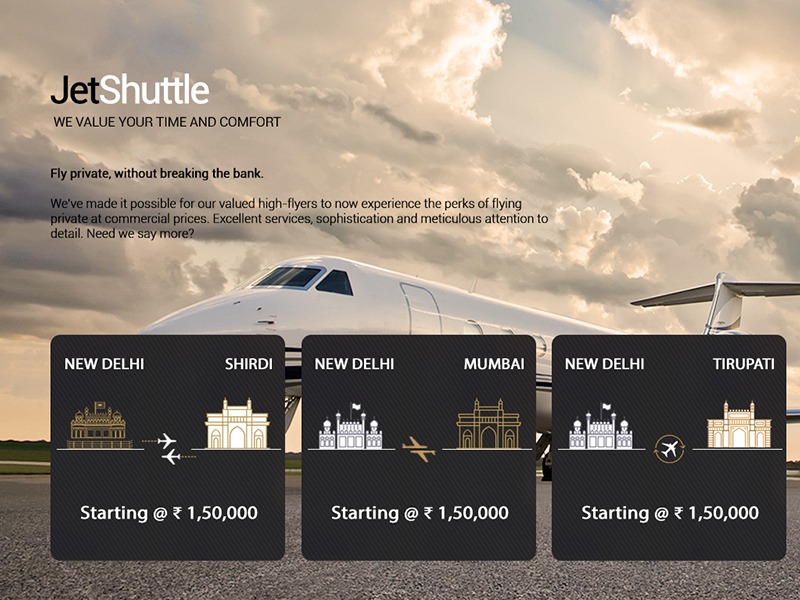 JetShuttle
WE VALUE YOUR TIME AND COMFORT
Fly private, without breaking the bank.
We've made it possible for our valued high-flyers to now experience the perks of flying
private at commercial prices. Excellent services, sophistication and meticulous attention to
detail. Need we say more?
NEW DELHI SHIRDI
Starting @ ₹ 1,50,000
NEW DELHI MUMBAI
Starting @ ₹ 1,50,000
NEW DELHI TIRUPATI
Starting @ ₹ 1,50,000